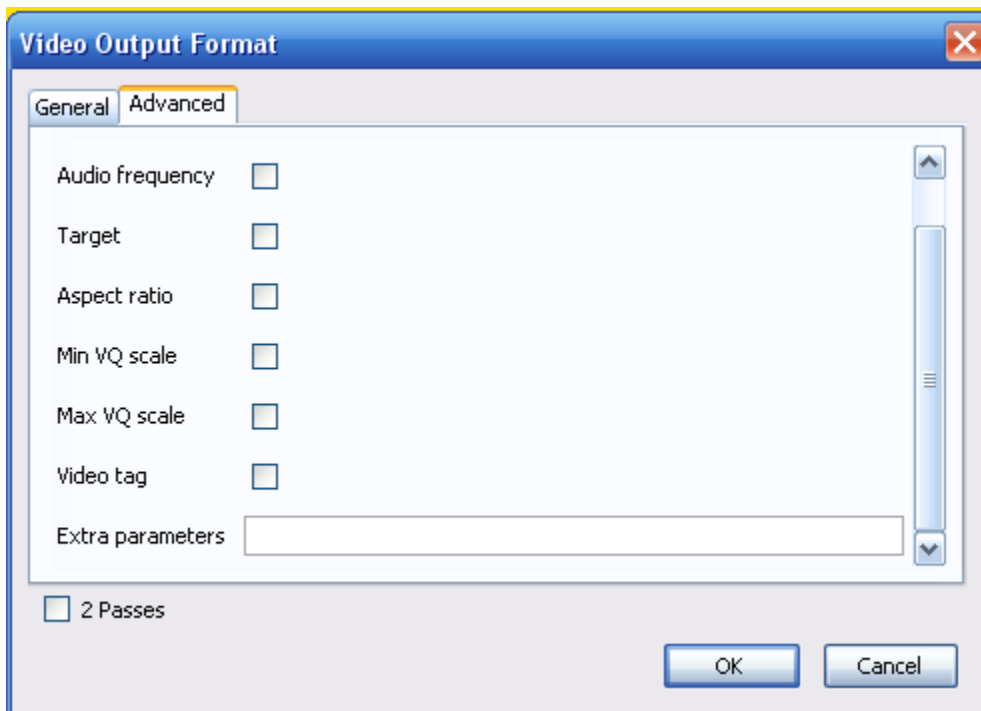 Video Output Format
General Advanced
Audio frequency
Target
Aspect ratio
Min VQ scale
Max VQ scale
Video tag
Extra parameters
2 Passes
OK Cancel